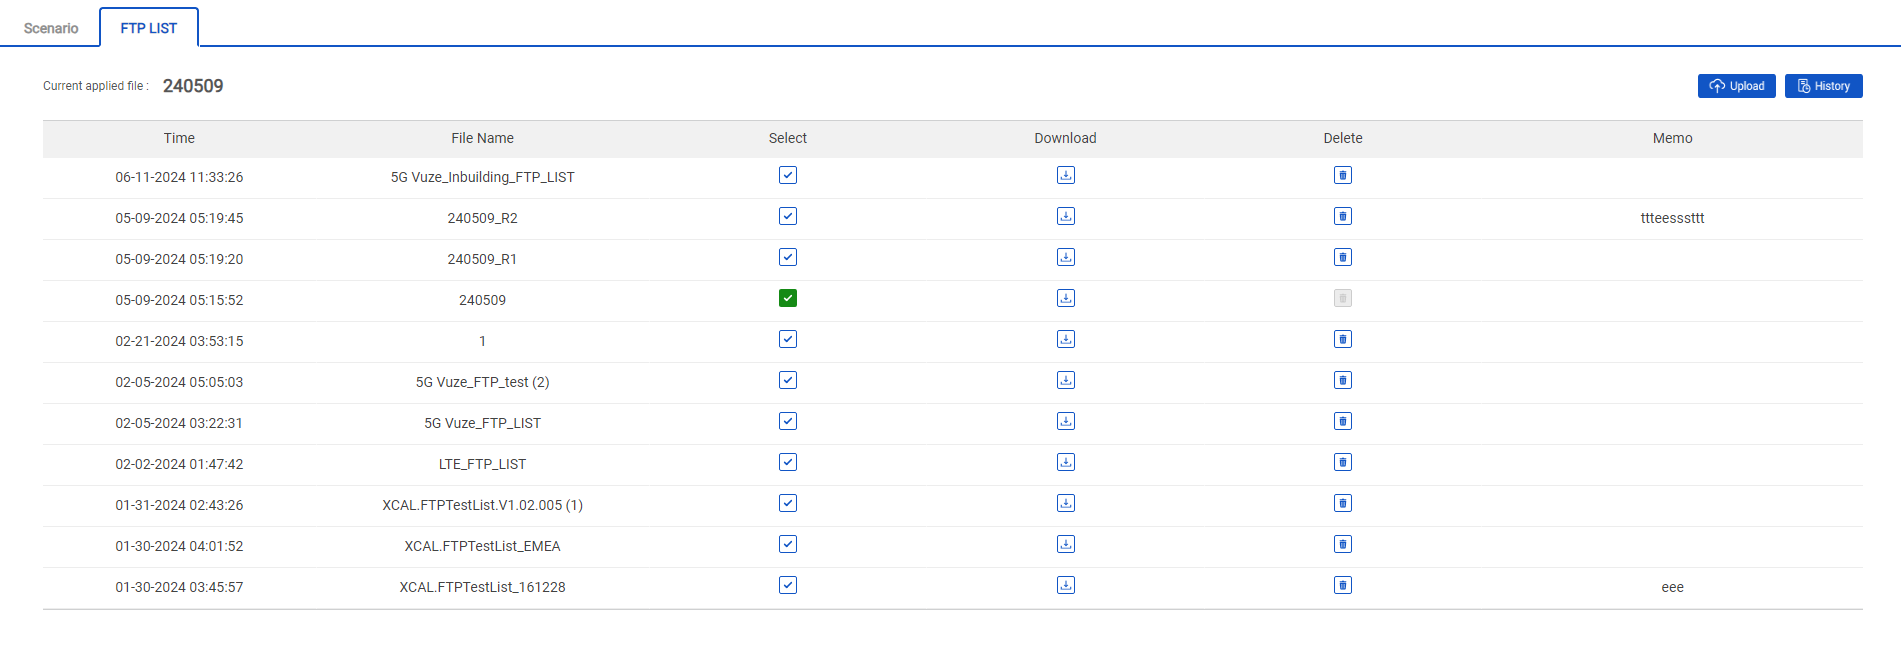 Scenario FTP LIST
Current applied file : 240509 Upload History
Time File Name Select Download Delete Memo
06-11-2024 11:33:26 5G Vuze_Inbuilding_FTP_LIST
05-09-2024 05:19:45 240509_R2 ttteesssttt
05-09-2024 05:19:20 240509_R1
05-09-2024 05:15:52 240509
02-21-2024 03:53:15 1
02-05-2024 05:05:03 5G Vuze_FTP_test (2)
02-05-2024 03:22:31 5G Vuze_FTP_LIST
02-02-2024 01:47:42 LTE_FTP_LIST
01-31-2024 02:43:26 XCAL.FTPTestList.V1.02.005 (1)
01-30-2024 04:01:52 XCAL.FTPTestList_EMEA
01-30-2024 03:45:57 XCAL.FTPTestList_161228 eee